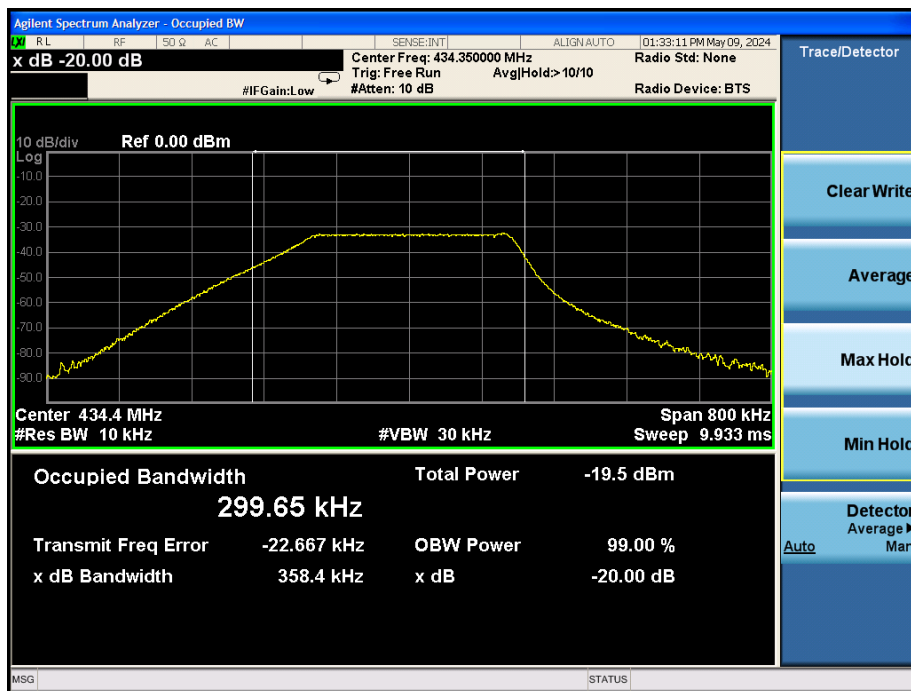 Agilent Spectrum Analyzer - Occupied BW
LXI RL RF 50 Ω AC SENSE:INT ALIGN AUTO 01:33:11 PM May 09, 2024
x dB -20.00 dB
Center Freq: 434.350000 MHz Radio Std: None
Trig: Free Run Avg|Hold:>10/10
#IFGain:Low #Atten: 10 dB Radio Device: BTS
Trace/Detector
10 dB/div Ref 0.00 dBm
Log
-10.0
-20.0
-30.0
-40.0
-50.0
-60.0
-70.0
-80.0
-90.0
Center 434.4 MHz Span 800 kHz
#Res BW 10 kHz #VBW 30 kHz Sweep 9.933 ms
Occupied Bandwidth Total Power -19.5 dBm
299.65 kHz
Transmit Freq Error -22.667 kHz OBW Power 99.00 %
x dB Bandwidth 358.4 kHz x dB -20.00 dB
Clear Write
Average
Max Hold
Min Hold
Detector
Average
Auto Man
MSG STATUS